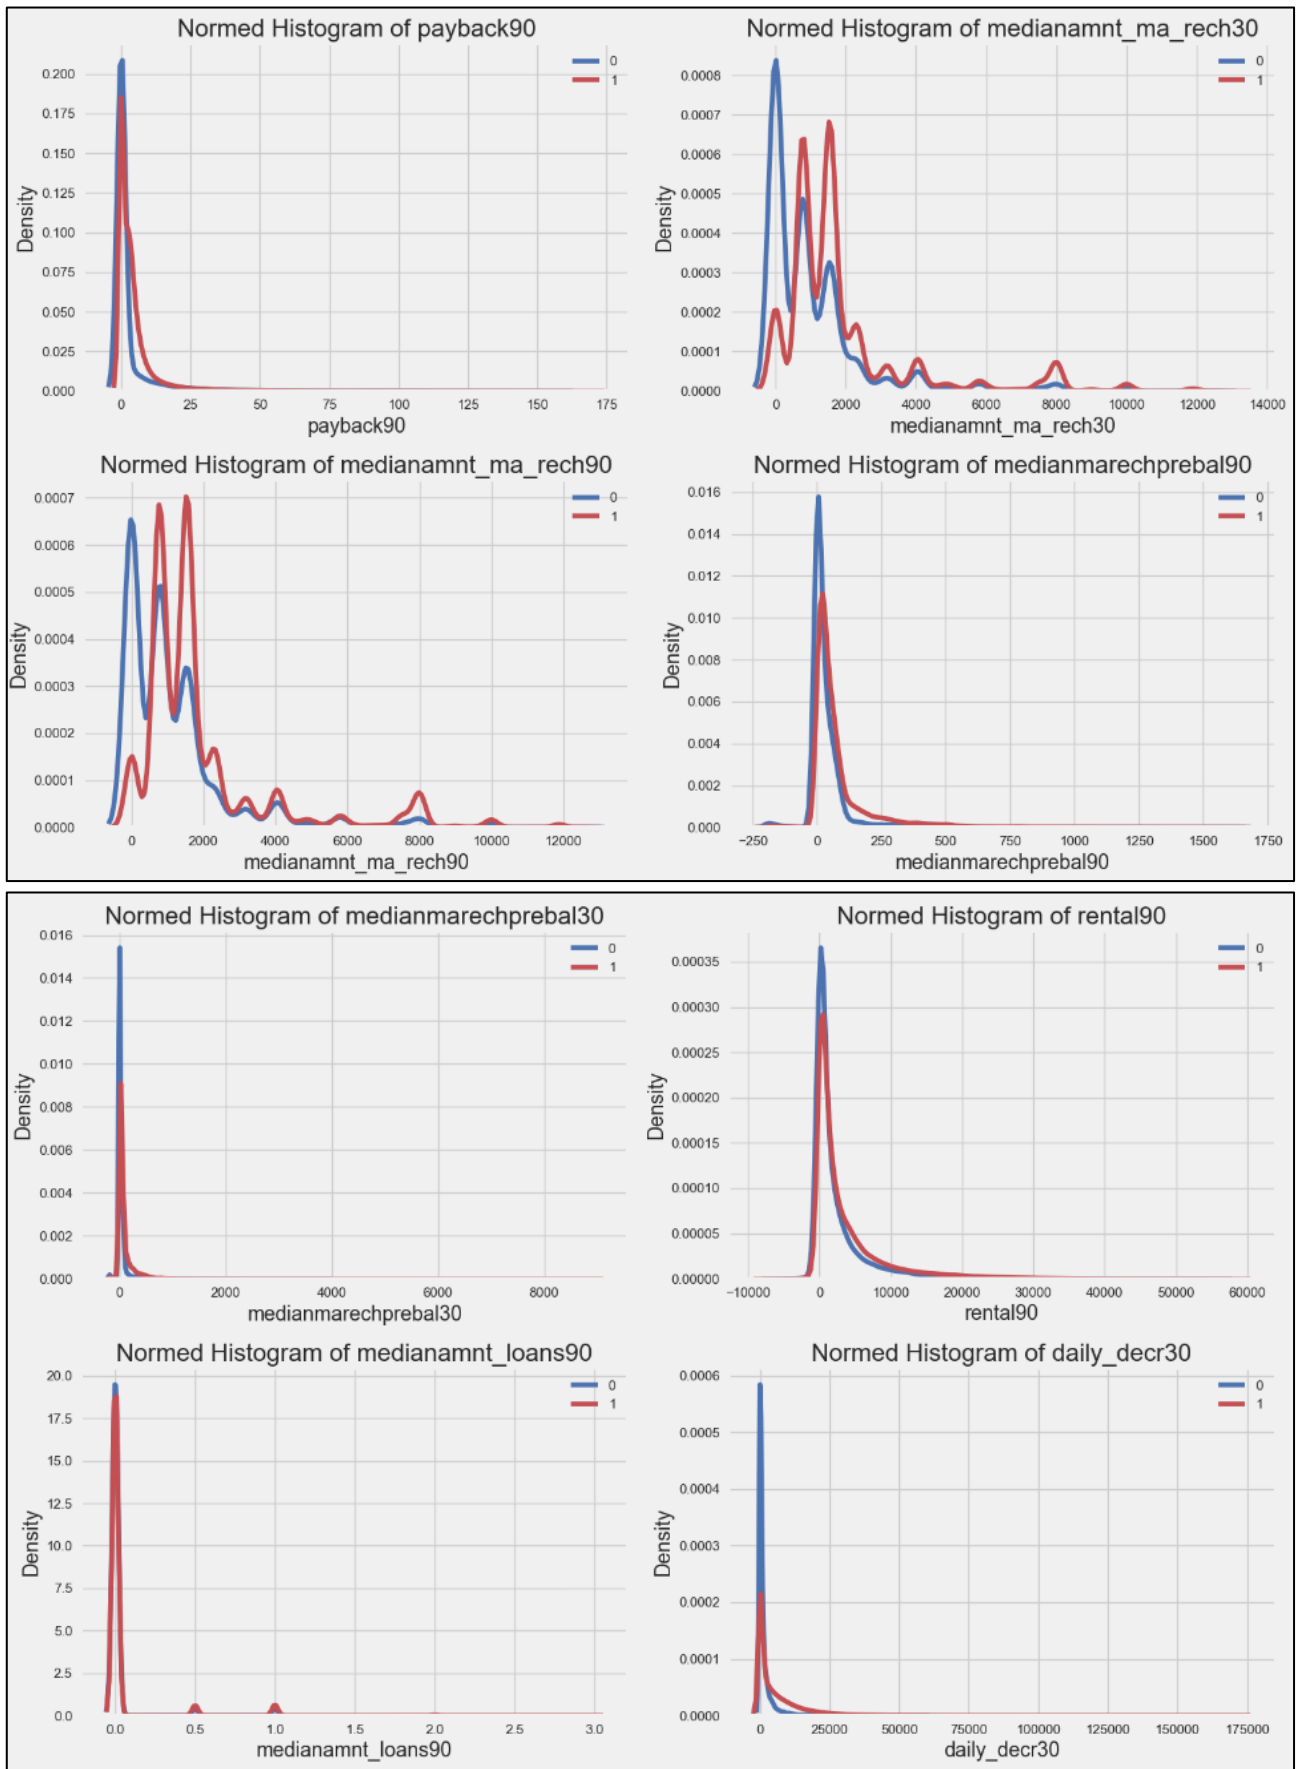 Normed Histogram of payback90
0
1
Density
0.200
0.175
0.150
0.125
0.100
0.075
0.050
0.025
0.000
0 25 50 75 100 125 150 175
payback90
Normed Histogram of medianamnt_ma_rech30
0
1
Density
0.0008
0.0007
0.0006
0.0005
0.0004
0.0003
0.0002
0.0001
0.0000
0 2000 4000 6000 8000 10000 12000 14000
medianamnt_ma_rech30
Normed Histogram of medianamnt_ma_rech90
0
1
Density
0.0007
0.0006
0.0005
0.0004
0.0003
0.0002
0.0001
0.0000
0 2000 4000 6000 8000 10000 12000
medianamnt_ma_rech90
Normed Histogram of medianmarechprebal90
0
1
Density
0.016
0.014
0.012
0.010
0.008
0.006
0.004
0.002
0.000
−250 0 250 500 750 1000 1250 1500 1750
medianmarechprebal90
Normed Histogram of medianmarechprebal30
0
1
Density
0.016
0.014
0.012
0.010
0.008
0.006
0.004
0.002
0.000
0 2000 4000 6000 8000
medianmarechprebal30
Normed Histogram of rental90
0
1
Density
0.00035
0.00030
0.00025
0.00020
0.00015
0.00010
0.00005
0.00000
−10000 0 10000 20000 30000 40000 50000 60000
rental90
Normed Histogram of medianamnt_loans90
0
1
Density
20.0
17.5
15.0
12.5
10.0
7.5
5.0
2.5
0.0
0.0 0.5 1.0 1.5 2.0 2.5 3.0
medianamnt_loans90
Normed Histogram of daily_decr30
0
1
Density
0.0006
0.0005
0.0004
0.0003
0.0002
0.0001
0.0000
0 25000 50000 75000 100000 125000 150000 175000
daily_decr30